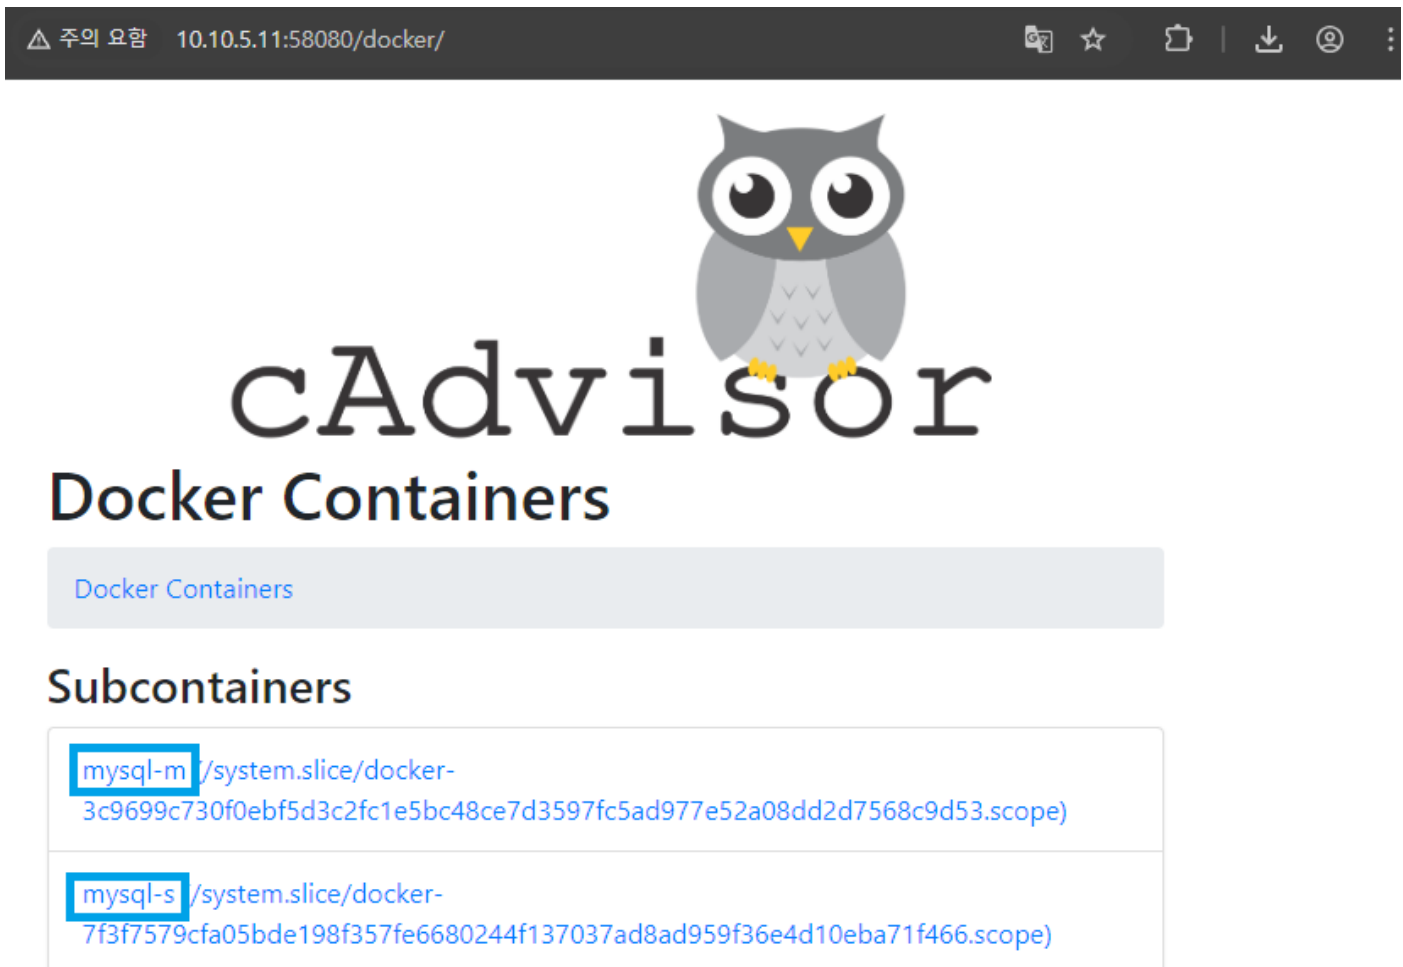 주의 요함 10.10.5.11:58080/docker/
cAdvisor
Docker Containers
Docker Containers
Subcontainers
mysql-m (/system.slice/docker-
3c9699c730f0ebf5d3c2fc1e5bc48ce7d3597fc5ad977e52a08dd2d7568c9d53.scope)
mysql-s (/system.slice/docker-
7f3f7579cfa05bde198f357fe6680244f137037ad8ad959f36e4d10eba71f466.scope)